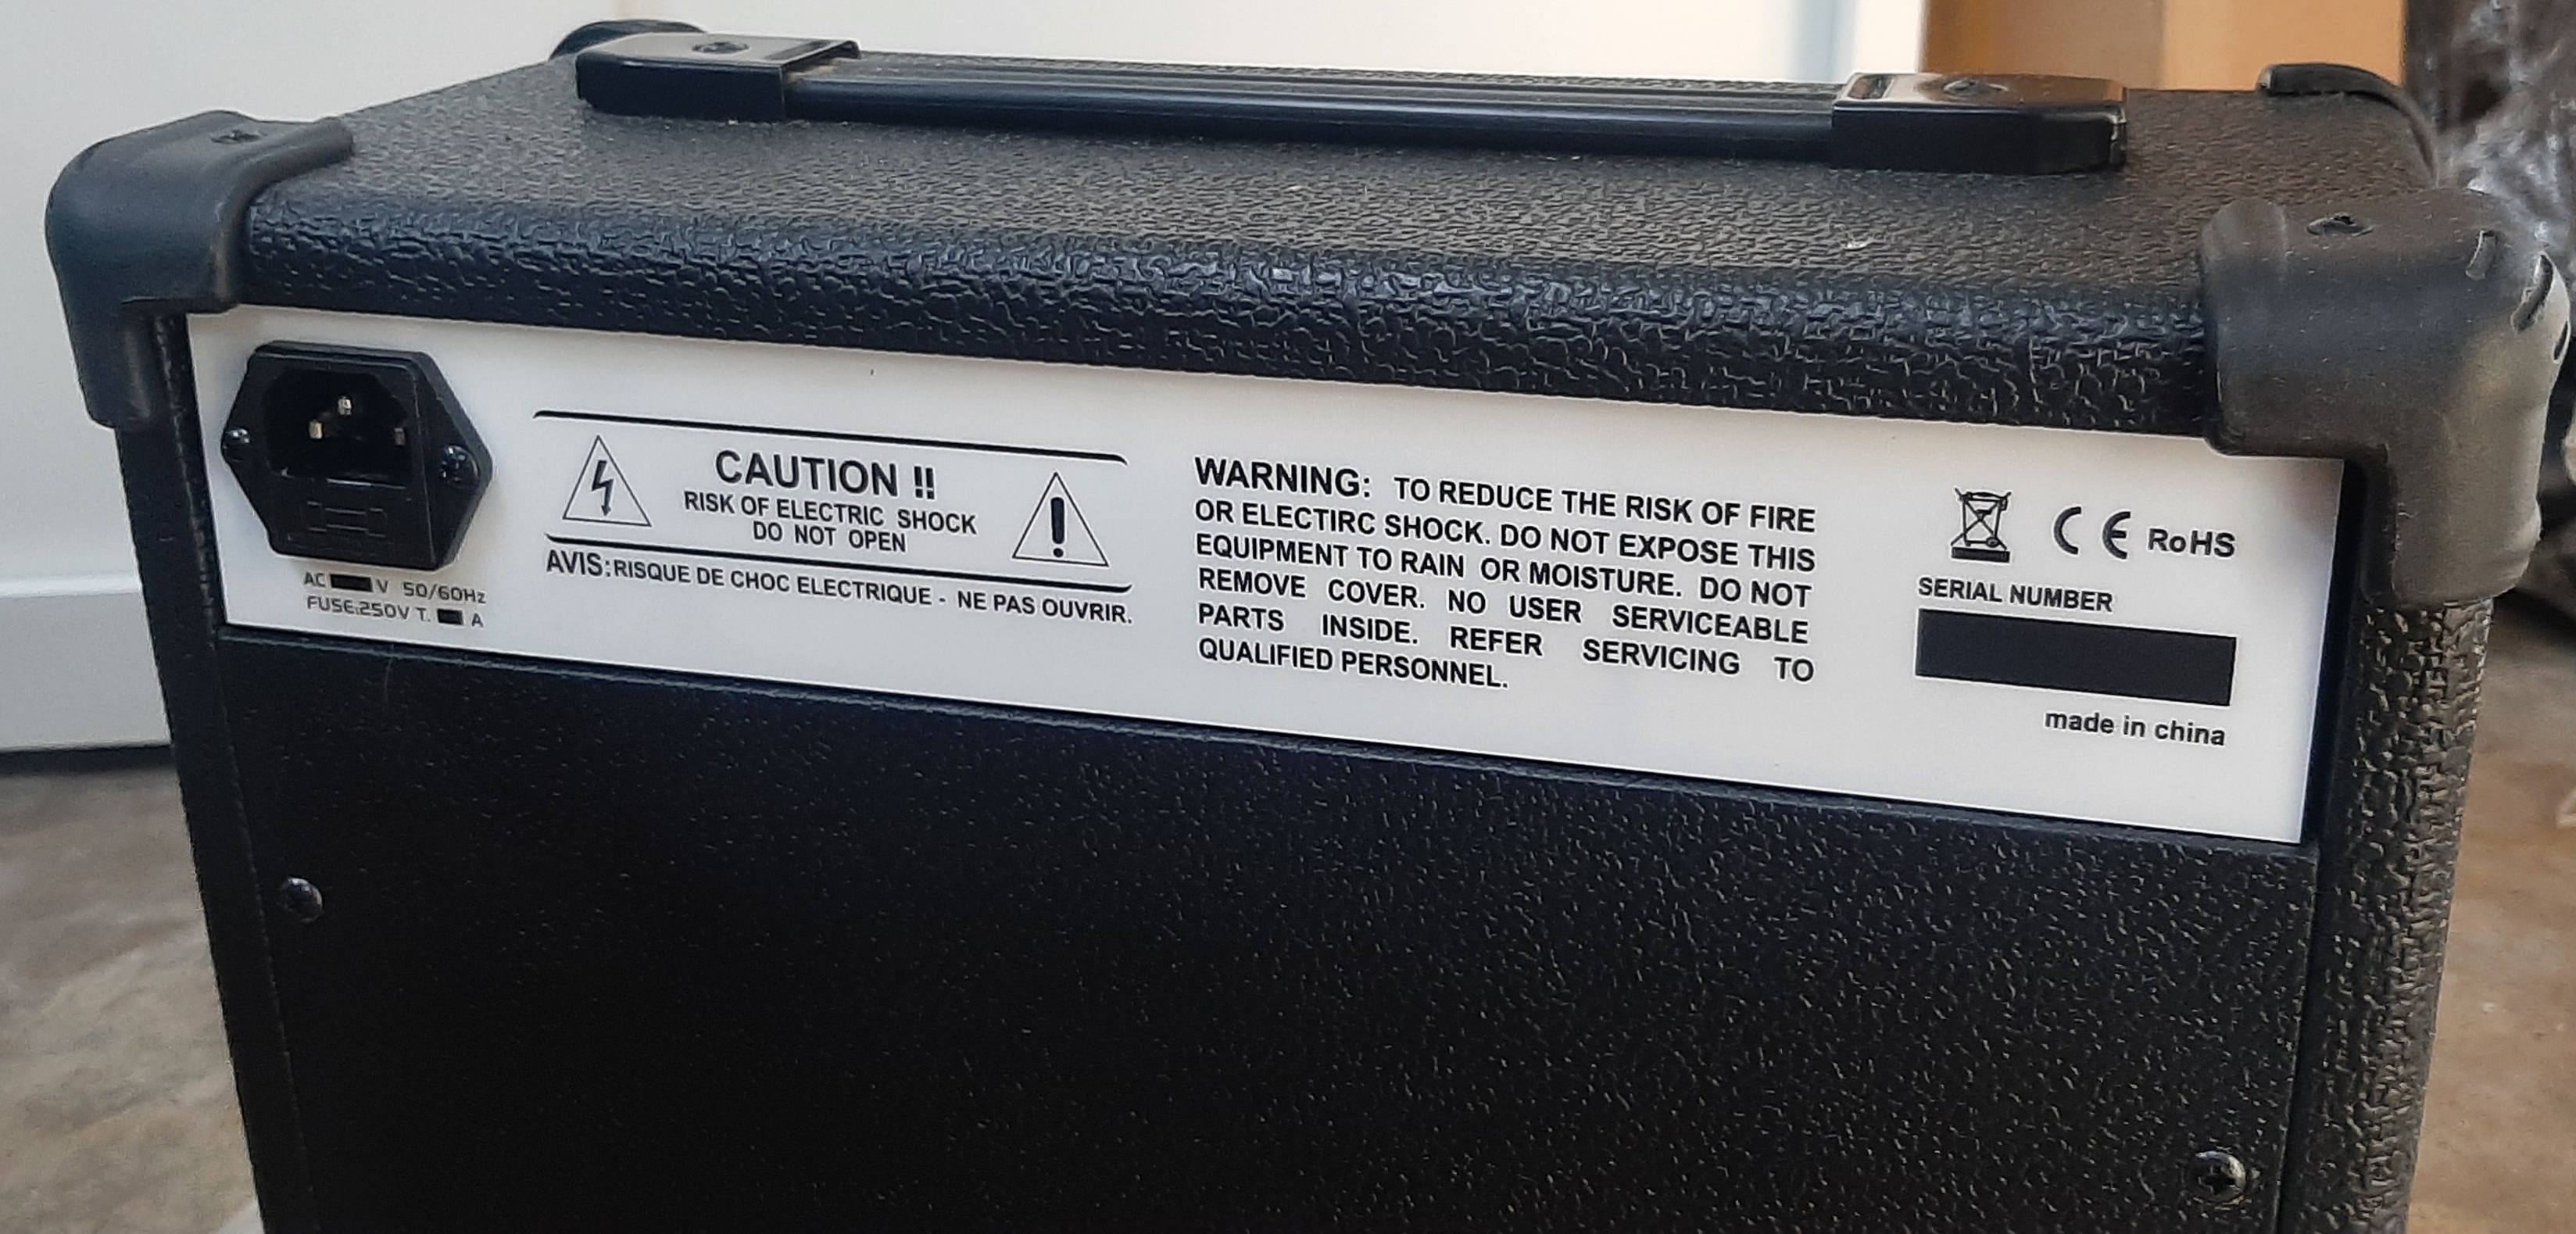 AC V 50/60Hz
FUSE:250V T. A
CAUTION !!
RISK OF ELECTRIC SHOCK
DO NOT OPEN
AVIS:RISQUE DE CHOC ELECTRIQUE - NE PAS OUVRIR.
WARNING: TO REDUCE THE RISK OF FIRE
OR ELECTIRC SHOCK. DO NOT EXPOSE THIS
EQUIPMENT TO RAIN OR MOISTURE. DO NOT
REMOVE COVER. NO USER SERVICEABLE
PARTS INSIDE. REFER SERVICING TO
QUALIFIED PERSONNEL.
CE RoHS
SERIAL NUMBER
made in china